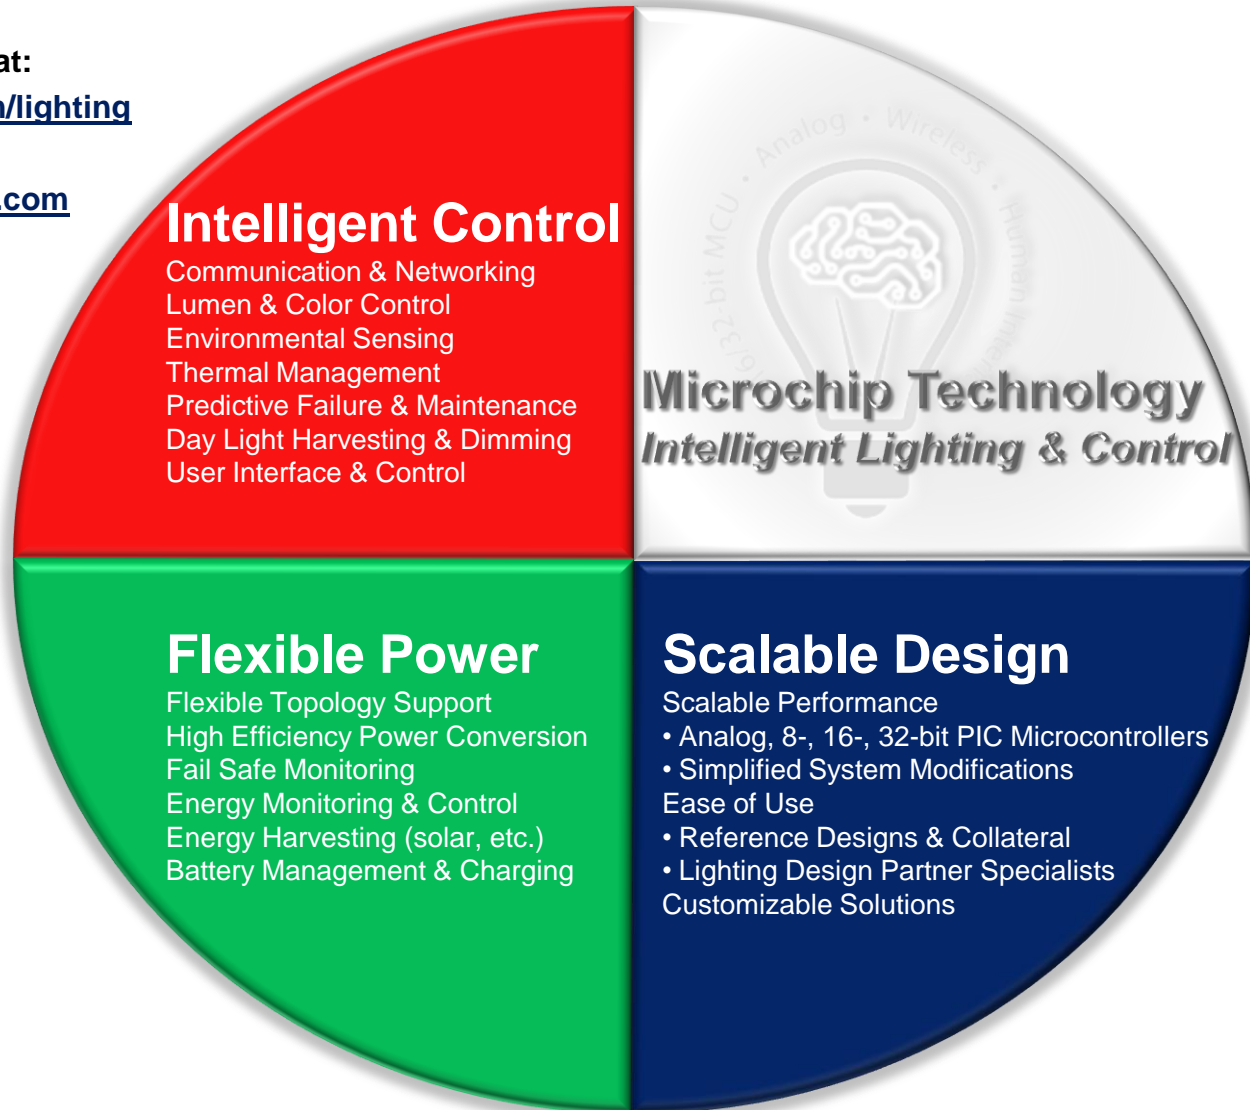 at:
/lighting
.com
Intelligent Control
Communication & Networking
Lumen & Color Control
Environmental Sensing
Thermal Management
Predictive Failure & Maintenance
Day Light Harvesting & Dimming
User Interface & Control
16/32-bit MCU • Analog • Wireless • Human
Microchip Technology
Intelligent Lighting & Control
Flexible Power
Flexible Topology Support
High Efficiency Power Conversion
Fail Safe Monitoring
Energy Monitoring & Control
Energy Harvesting (solar, etc.)
Battery Management & Charging
Scalable Design
Scalable Performance
• Analog, 8-, 16-, 32-bit PIC Microcontrollers
• Simplified System Modifications
Ease of Use
• Reference Designs & Collateral
• Lighting Design Partner Specialists
Customizable Solutions